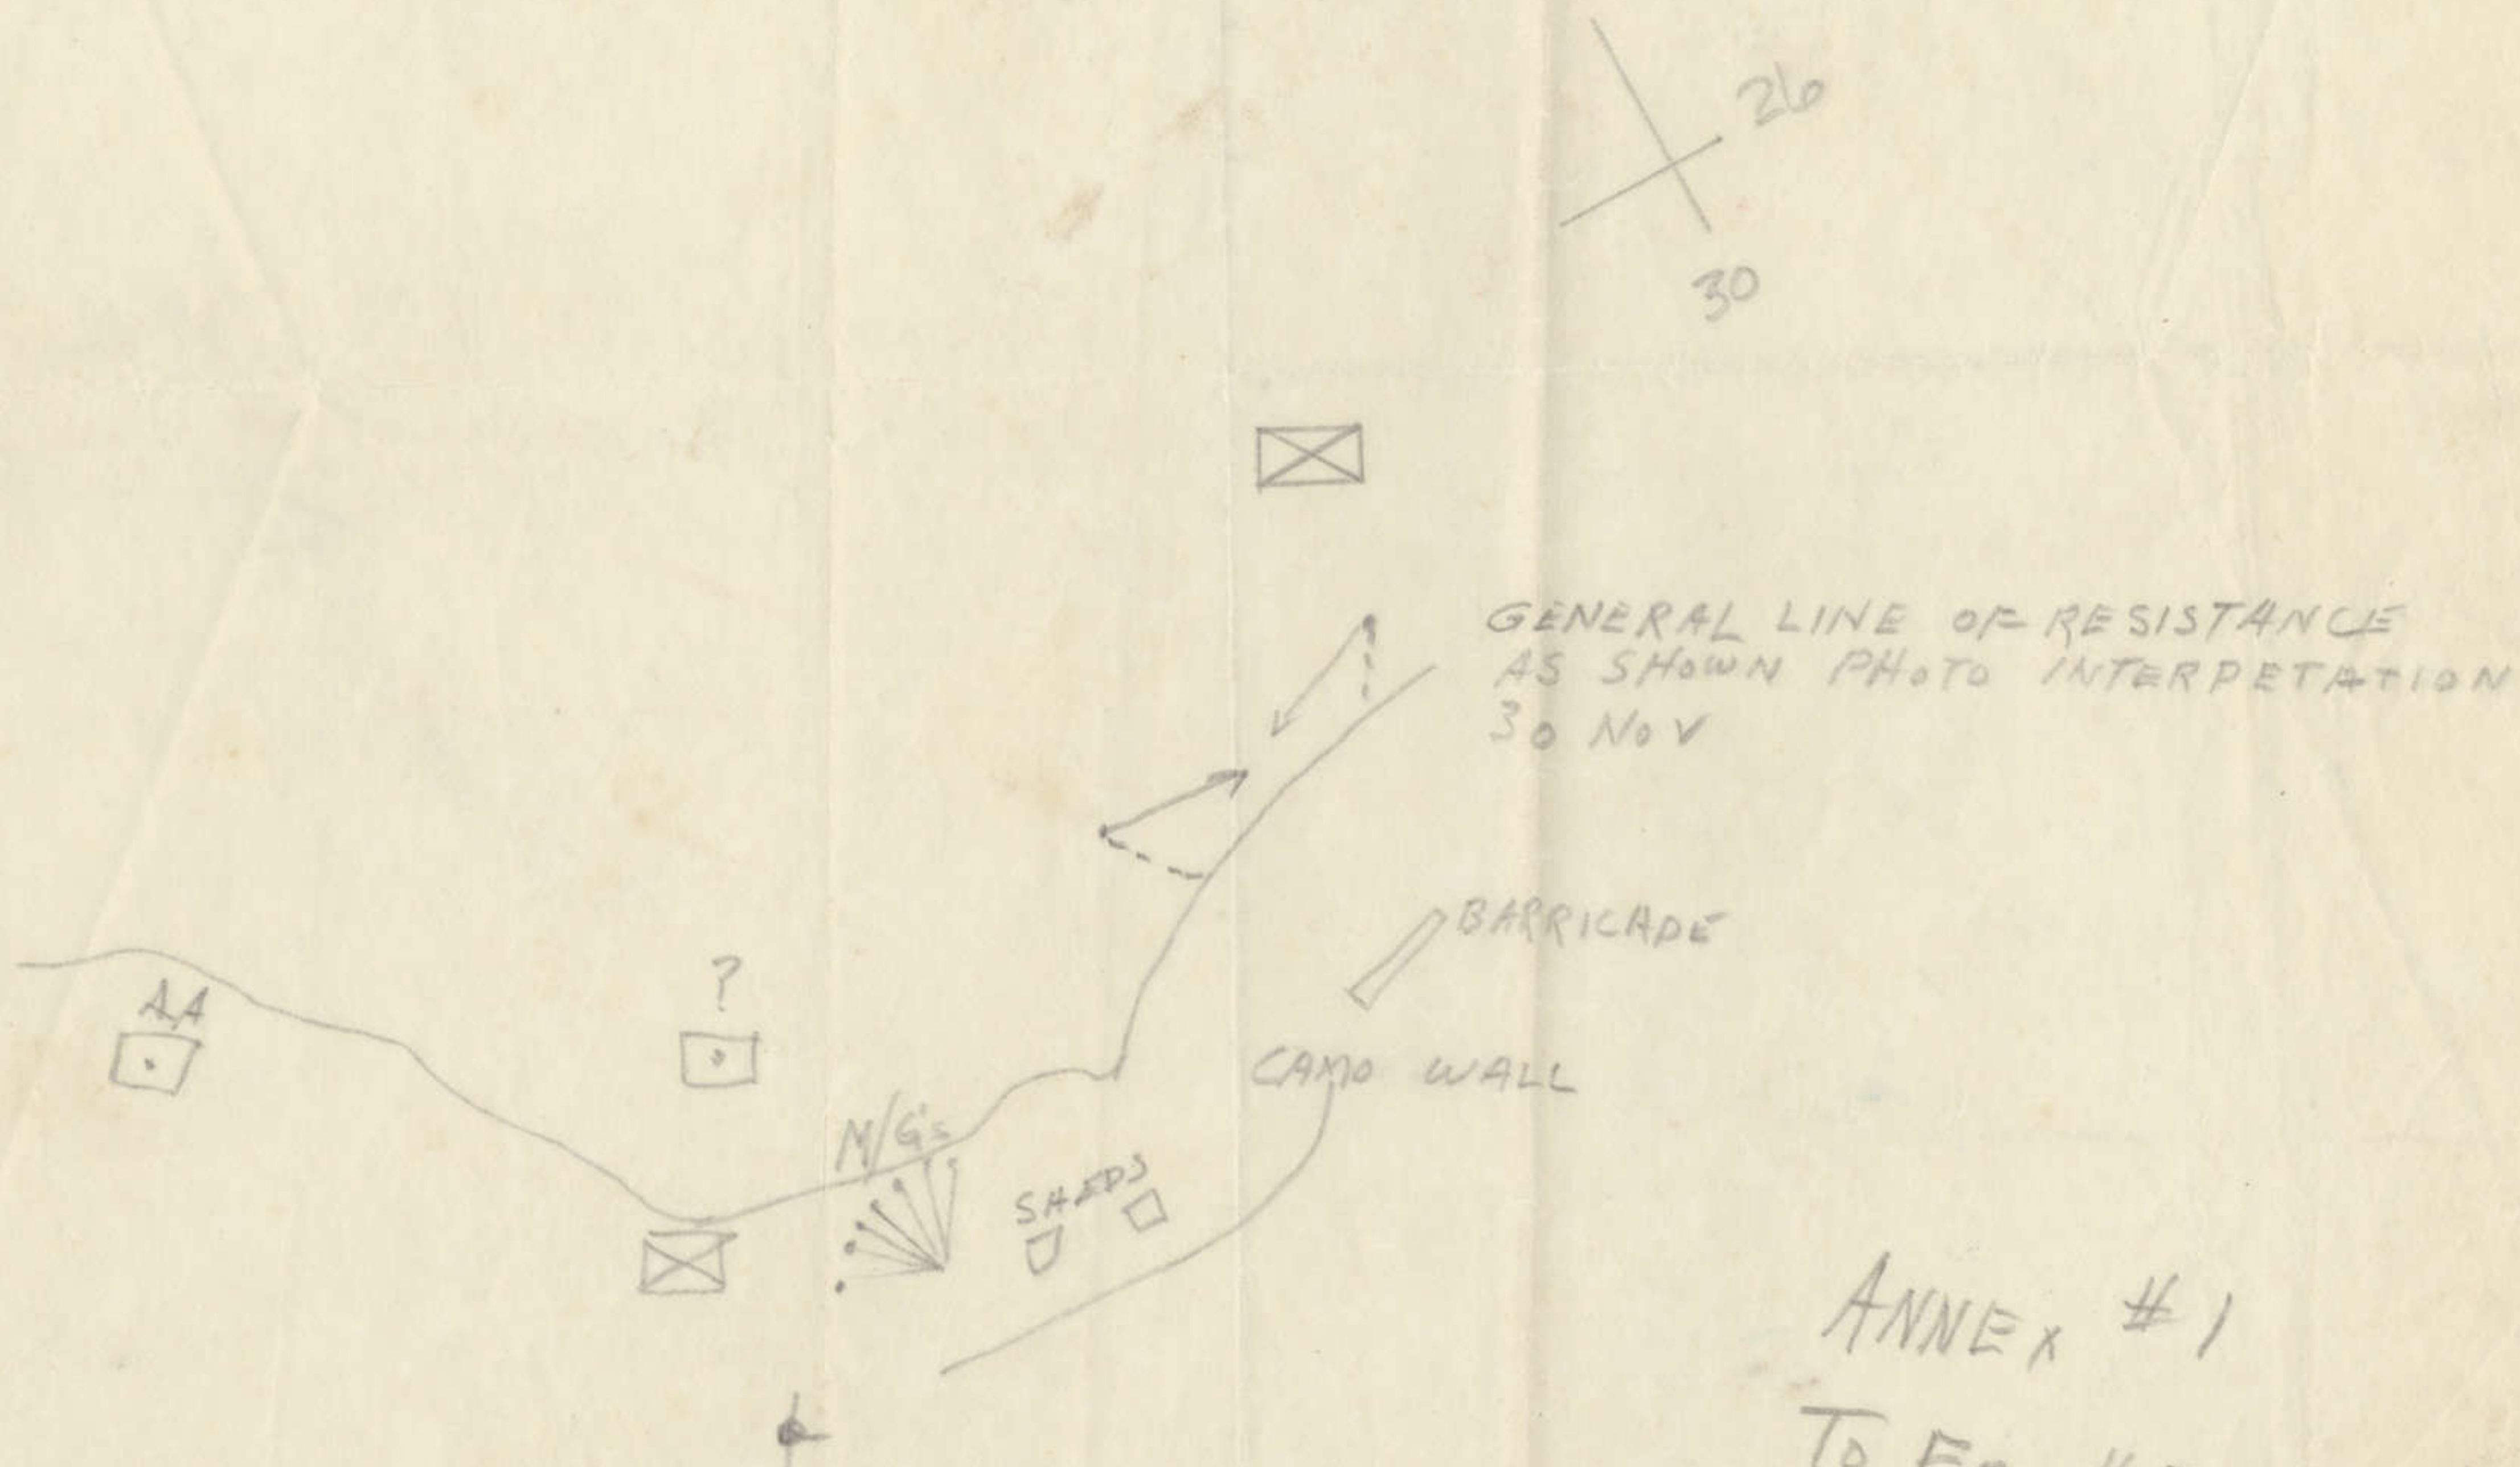 26
30
GENERAL LINE OF RESISTANCE
AS SHOWN PHOTO INTERPETATION
30 NOV
BARRICADE
AA
?
CAMO WALL
M/G's
SHEDS
ANNEX #1
TO